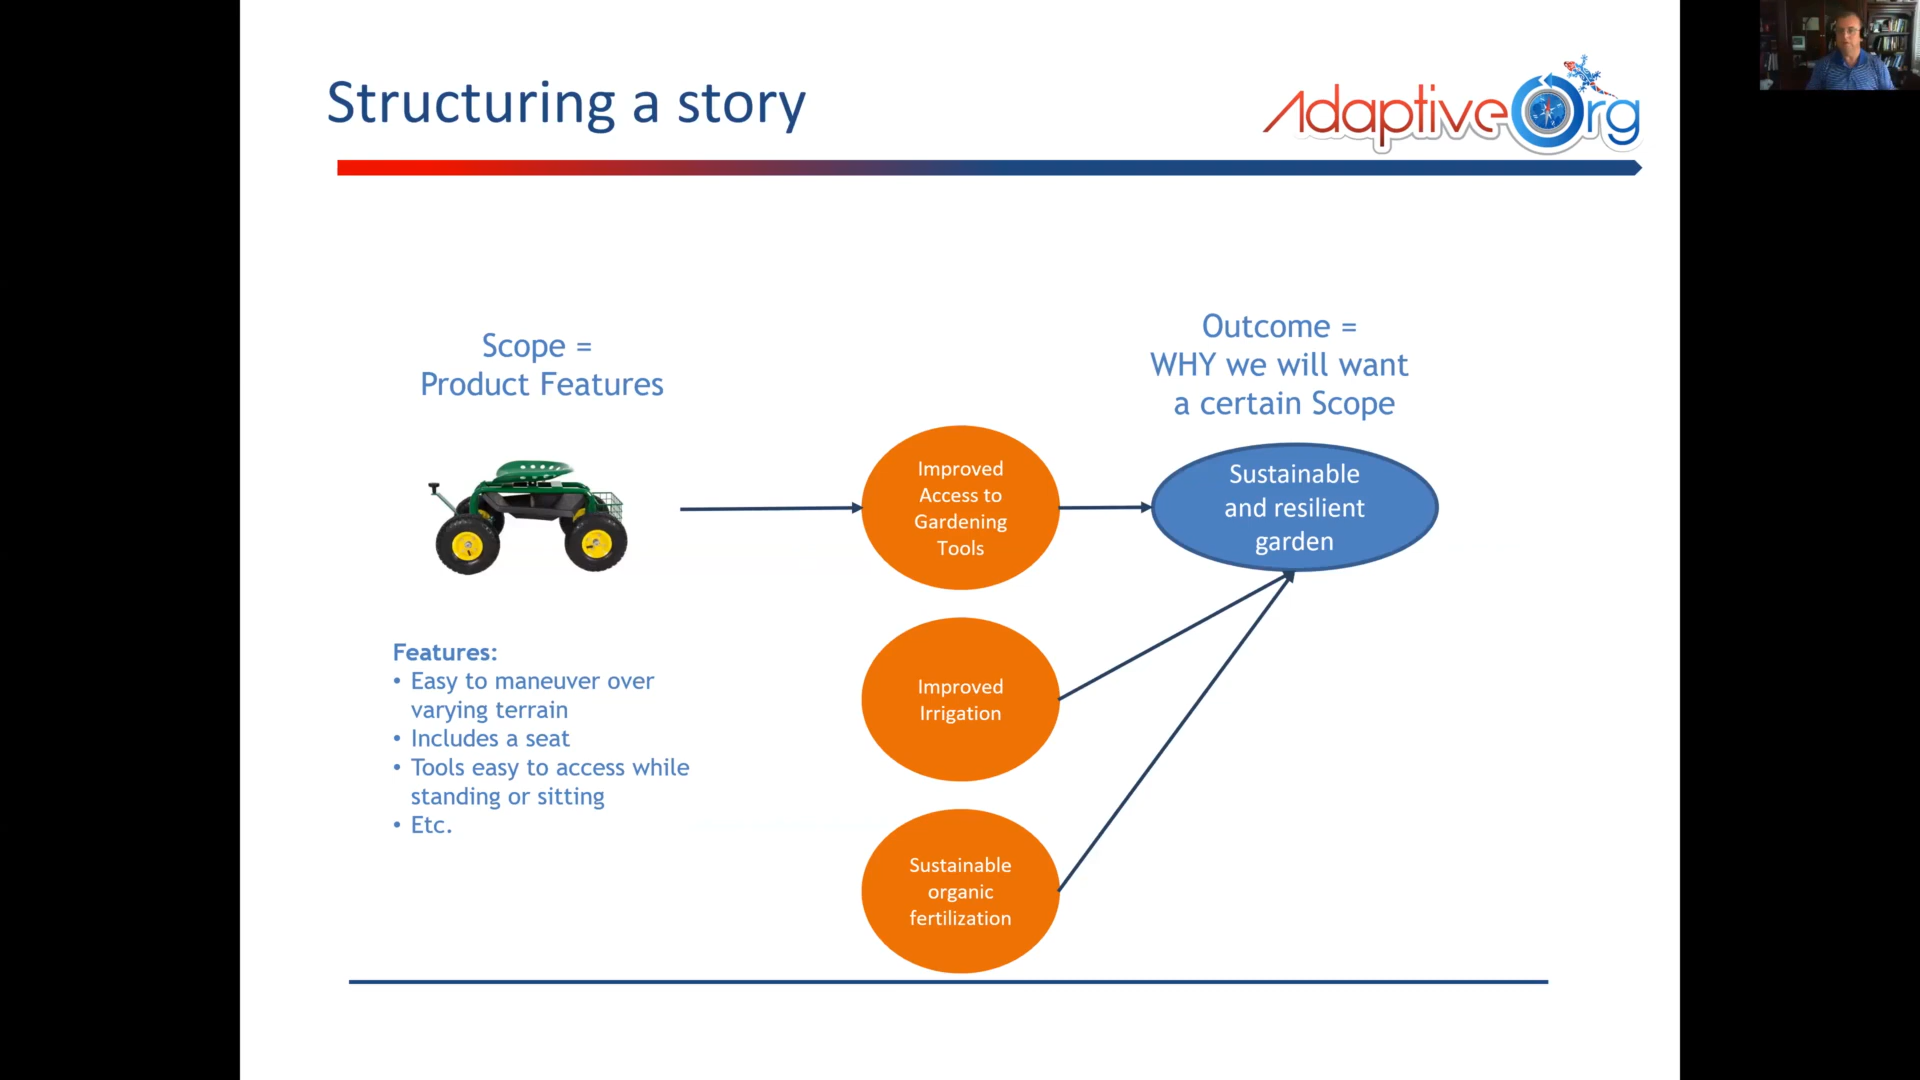 Structuring a story
AdaptiveOrg
Scope =
Product Features
Outcome =
WHY we will want
a certain Scope
Improved
Access to
Gardening
Tools
Sustainable
and resilient
garden
Features:
• Easy to maneuver over
varying terrain
• Includes a seat
• Tools easy to access while
standing or sitting
• Etc.
Improved
Irrigation
Sustainable
organic
fertilization